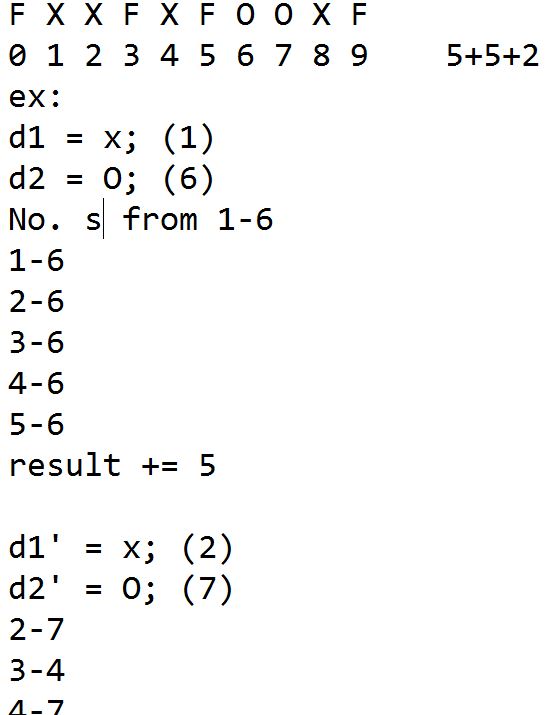 F X X F X F O O X F
0 1 2 3 4 5 6 7 8 9 5+5+2
ex:
d1 = x; (1)
d2 = O; (6)
No. s from 1-6
1-6
2-6
3-6
4-6
5-6
result += 5
d1' = x; (2)
d2' = O; (7)
2-7
3-4
4-7